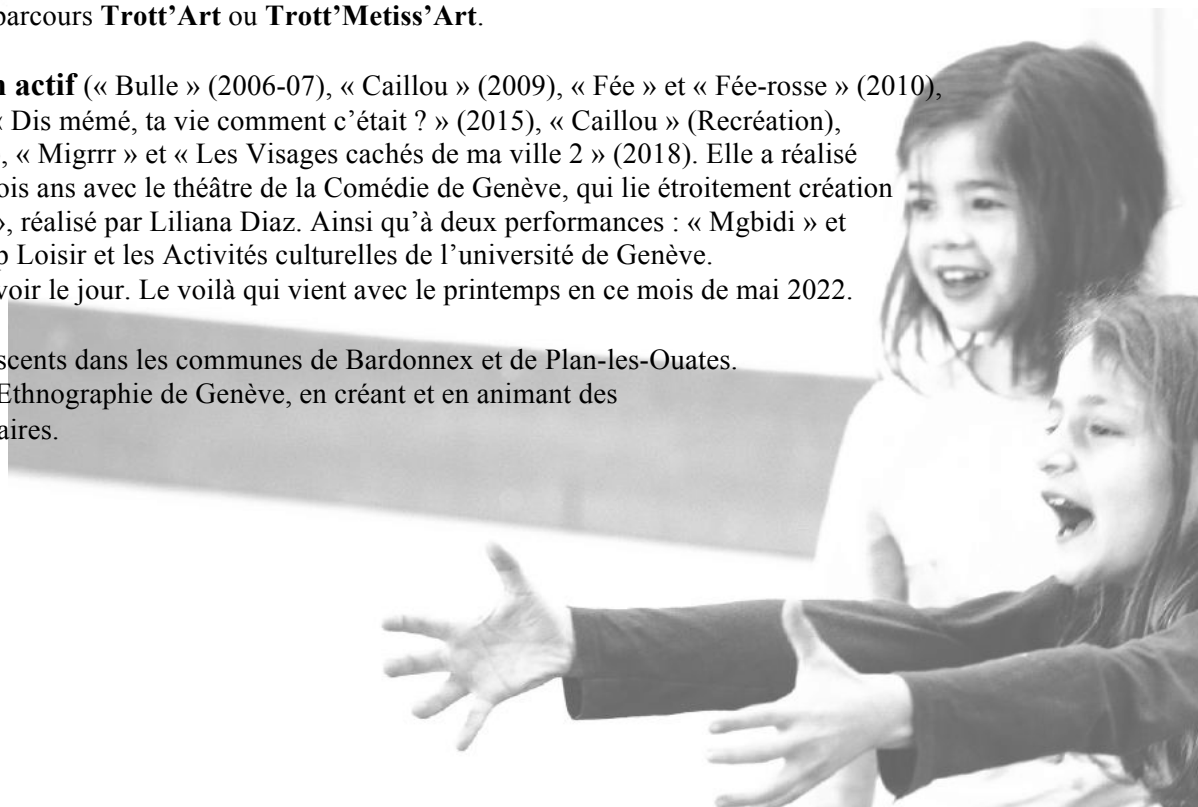 parcours Trott’Art ou Trott’Metiss’Art.
actif (« Bulle » (2006-07), « Caillou » (2009), « Fée » et « Fée-rosse » (2010),
« Dis mémé, ta vie comment c’était ? » (2015), « Caillou » (Recréation),
, « Migrrr » et « Les Visages cachés de ma ville 2 » (2018). Elle a réalisé
ois ans avec le théâtre de la Comédie de Genève, qui lie étroitement création
», réalisé par Liliana Diaz. Ainsi qu’à deux performances : « Mgbidi » et
p Loisir et les Activités culturelles de l’université de Genève.
voir le jour. Le voilà qui vient avec le printemps en ce mois de mai 2022.
scents dans les communes de Bardonnex et de Plan-les-Ouates.
Ethnographie de Genève, en créant et en animant des
aires.